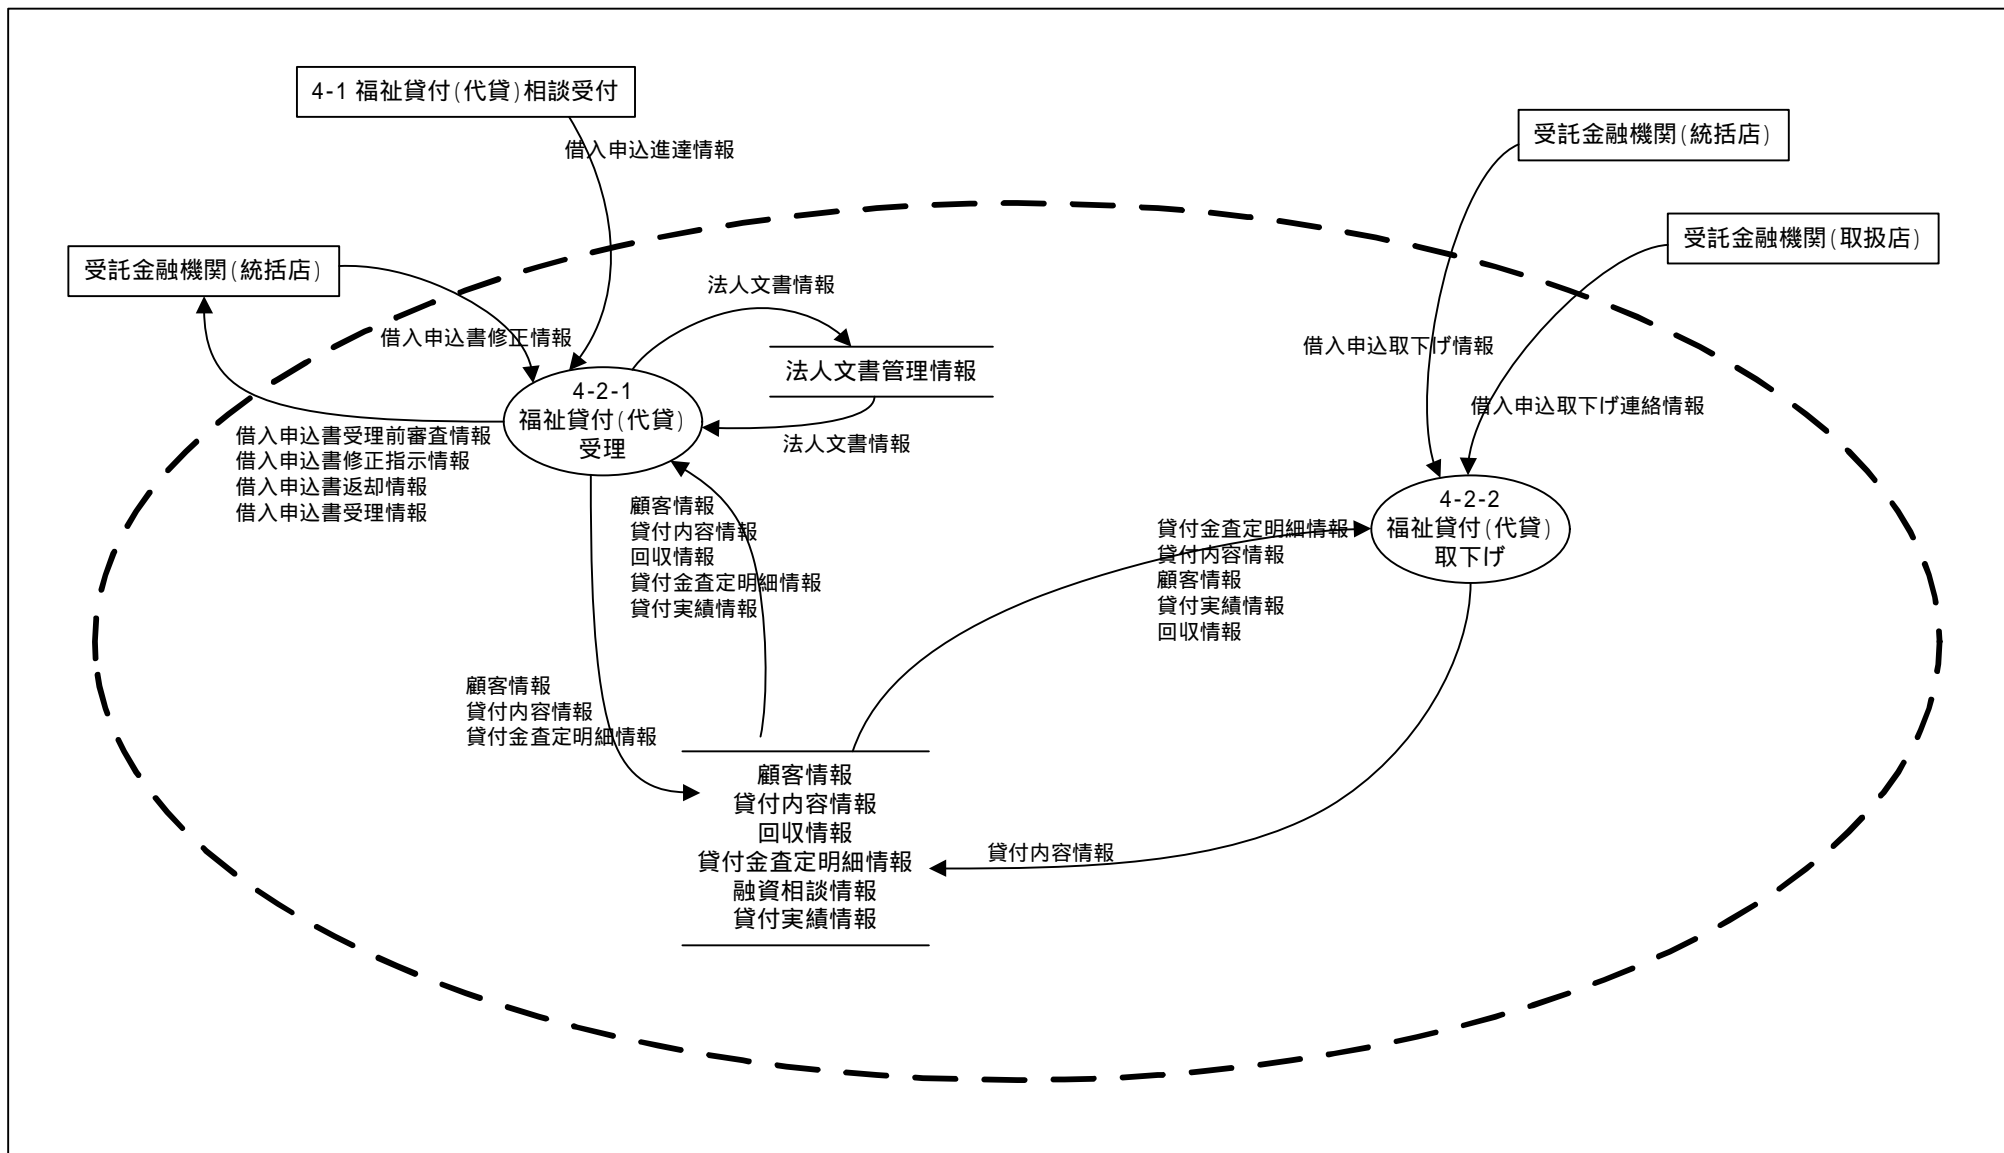 4-1 福祉貸付(代貸)相談受付
借入申込進達情報
受託金融機関(統括店)
受託金融機関(取扱店)
受託金融機関(統括店)
法人文書情報
借入申込書修正情報
法人文書管理情報
法人文書情報
4-2-1
福祉貸付(代貸)
受理
借入申込書受理前審査情報
借入申込書修正指示情報
借入申込書返却情報
借入申込書受理情報
借入申込取下げ情報
借入申込取下げ連絡情報
4-2-2
福祉貸付(代貸)
取下げ
顧客情報
貸付内容情報
回収情報
貸付金査定明細情報
貸付実績情報
貸付金査定明細情報
貸付内容情報
顧客情報
貸付実績情報
回収情報
顧客情報
貸付内容情報
貸付金査定明細情報
顧客情報
貸付内容情報
回収情報
貸付金査定明細情報
融資相談情報
貸付実績情報
貸付内容情報